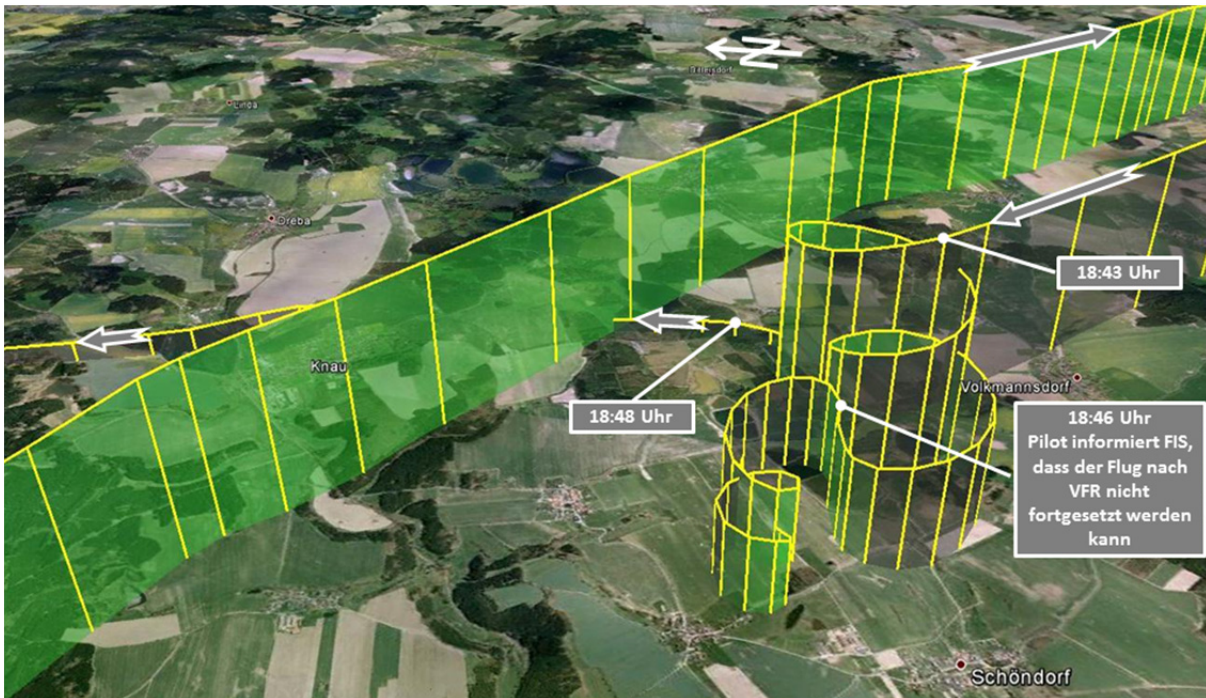 N
Linda
Dreba
18:43 Uhr
Knau
Volkmannsdorf
18:48 Uhr
18:46 Uhr
Pilot informiert FIS,
dass der Flug nach
VFR nicht
fortgesetzt werden
kann
Schöndorf